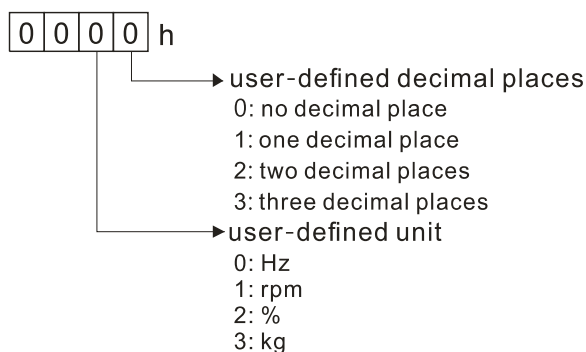 0 0 0 0 h
user-defined decimal places
0: no decimal place
1: one decimal place
2: two decimal places
3: three decimal places
user-defined unit
0: Hz
1: rpm
2: %
3: kg